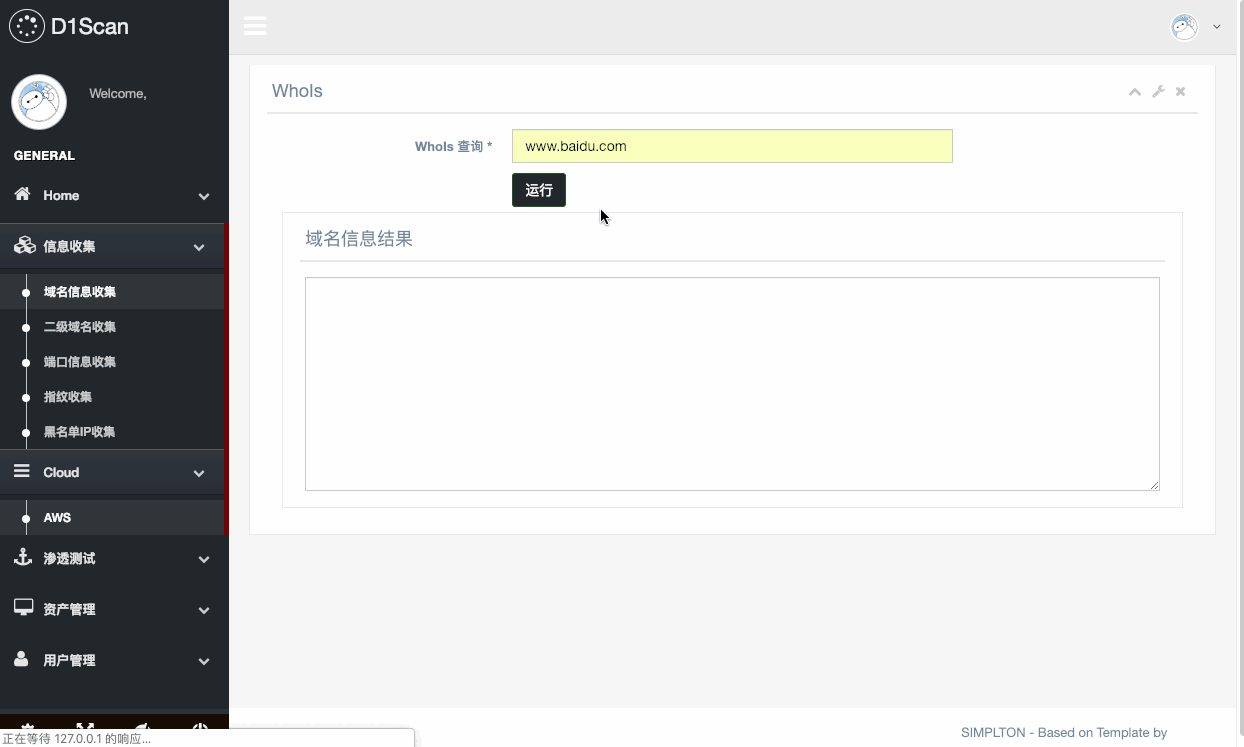 D1Scan
Welcome,
GENERAL
Home
信息收集
域名信息收集
二级域名收集
端口信息收集
指纹收集
黑名单IP收集
Cloud
AWS
渗透测试
资产管理
用户管理
正在等待 127.0.0.1 的响应...
WhoIs
WhoIs 查询 *
www.baidu.com
运行
域名信息结果
SIMPLTON - Based on Template by